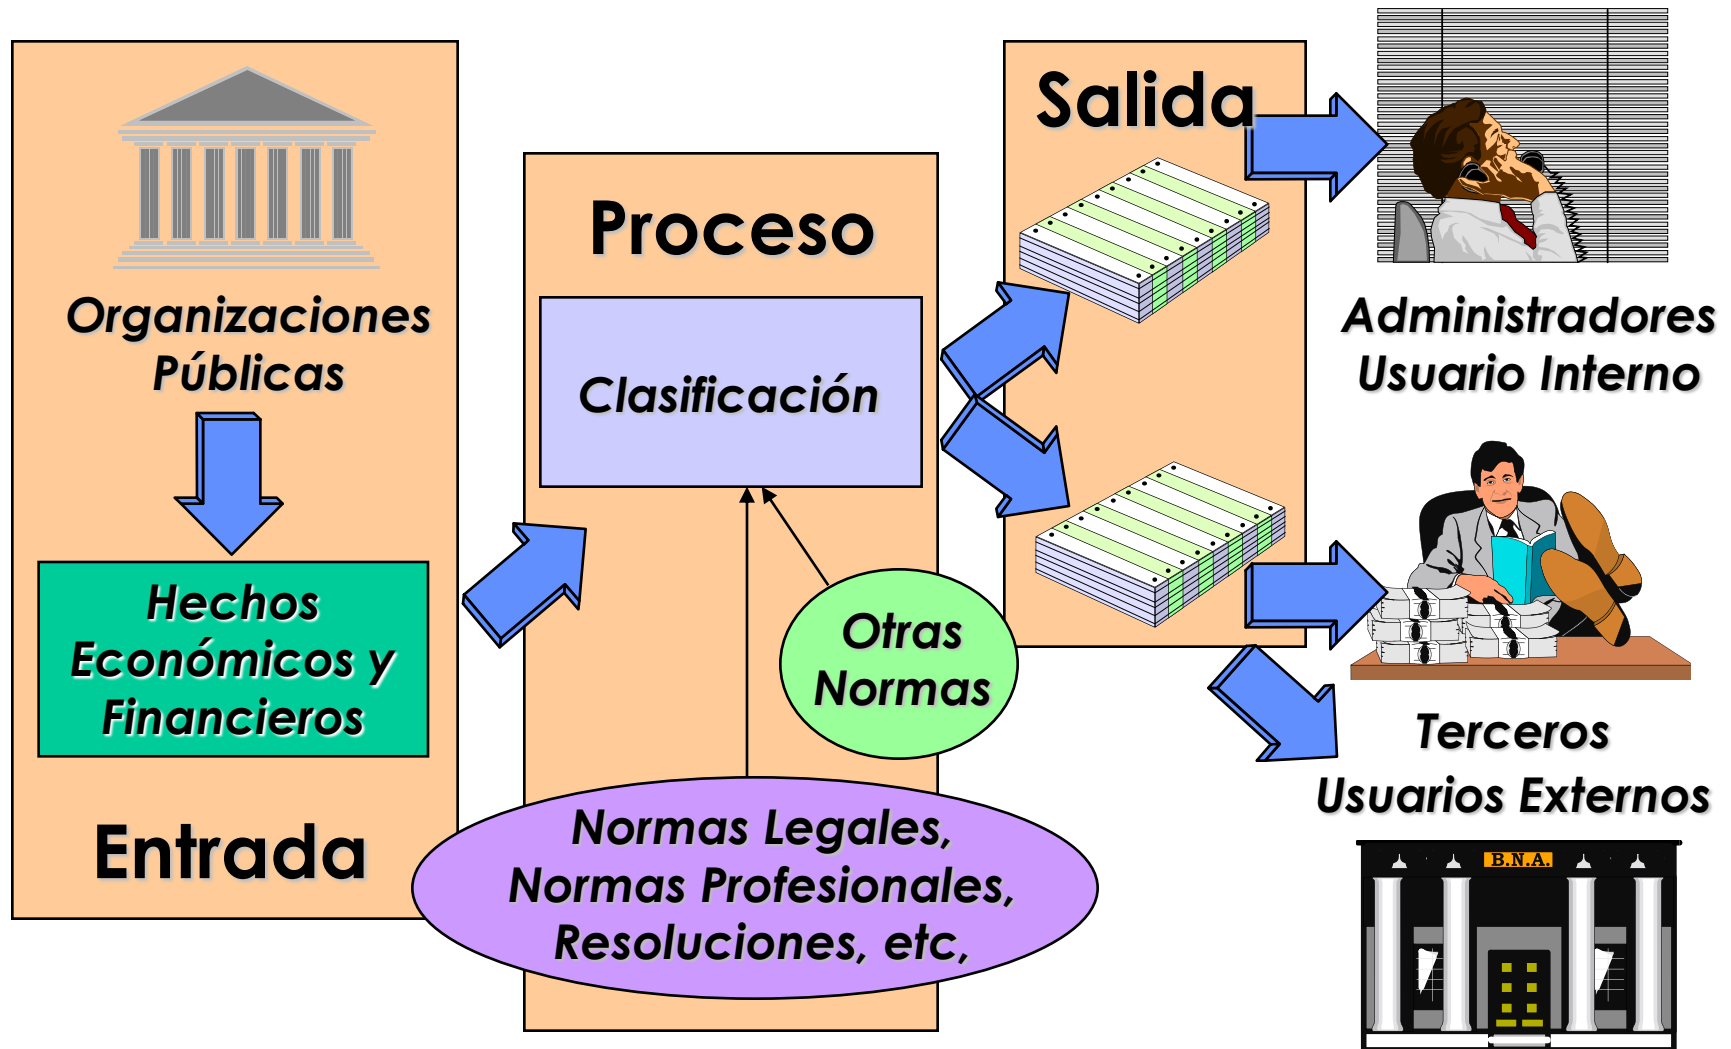 Organizaciones
Públicas
Hechos
Económicos y
Financieros
Entrada
Proceso
Clasificación
Otras
Normas
Normas Legales,
Normas Profesionales,
Resoluciones, etc,
Salida
Administradores
Usuario Interno
Terceros
Usuarios Externos
B.N.A.